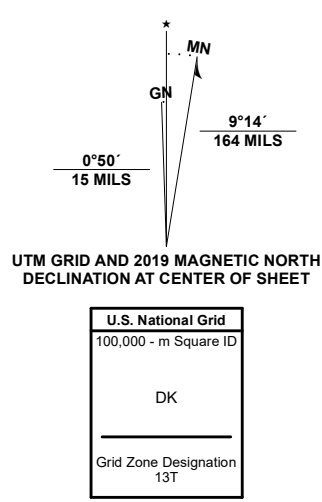 ★
MN
GN
9°14´
164 MILS
0°50´
15 MILS
UTM GRID AND 2019 MAGNETIC NORTH
DECLINATION AT CENTER OF SHEET
U.S. National Grid
100,000 - m Square ID
DK
Grid Zone Designation
13T